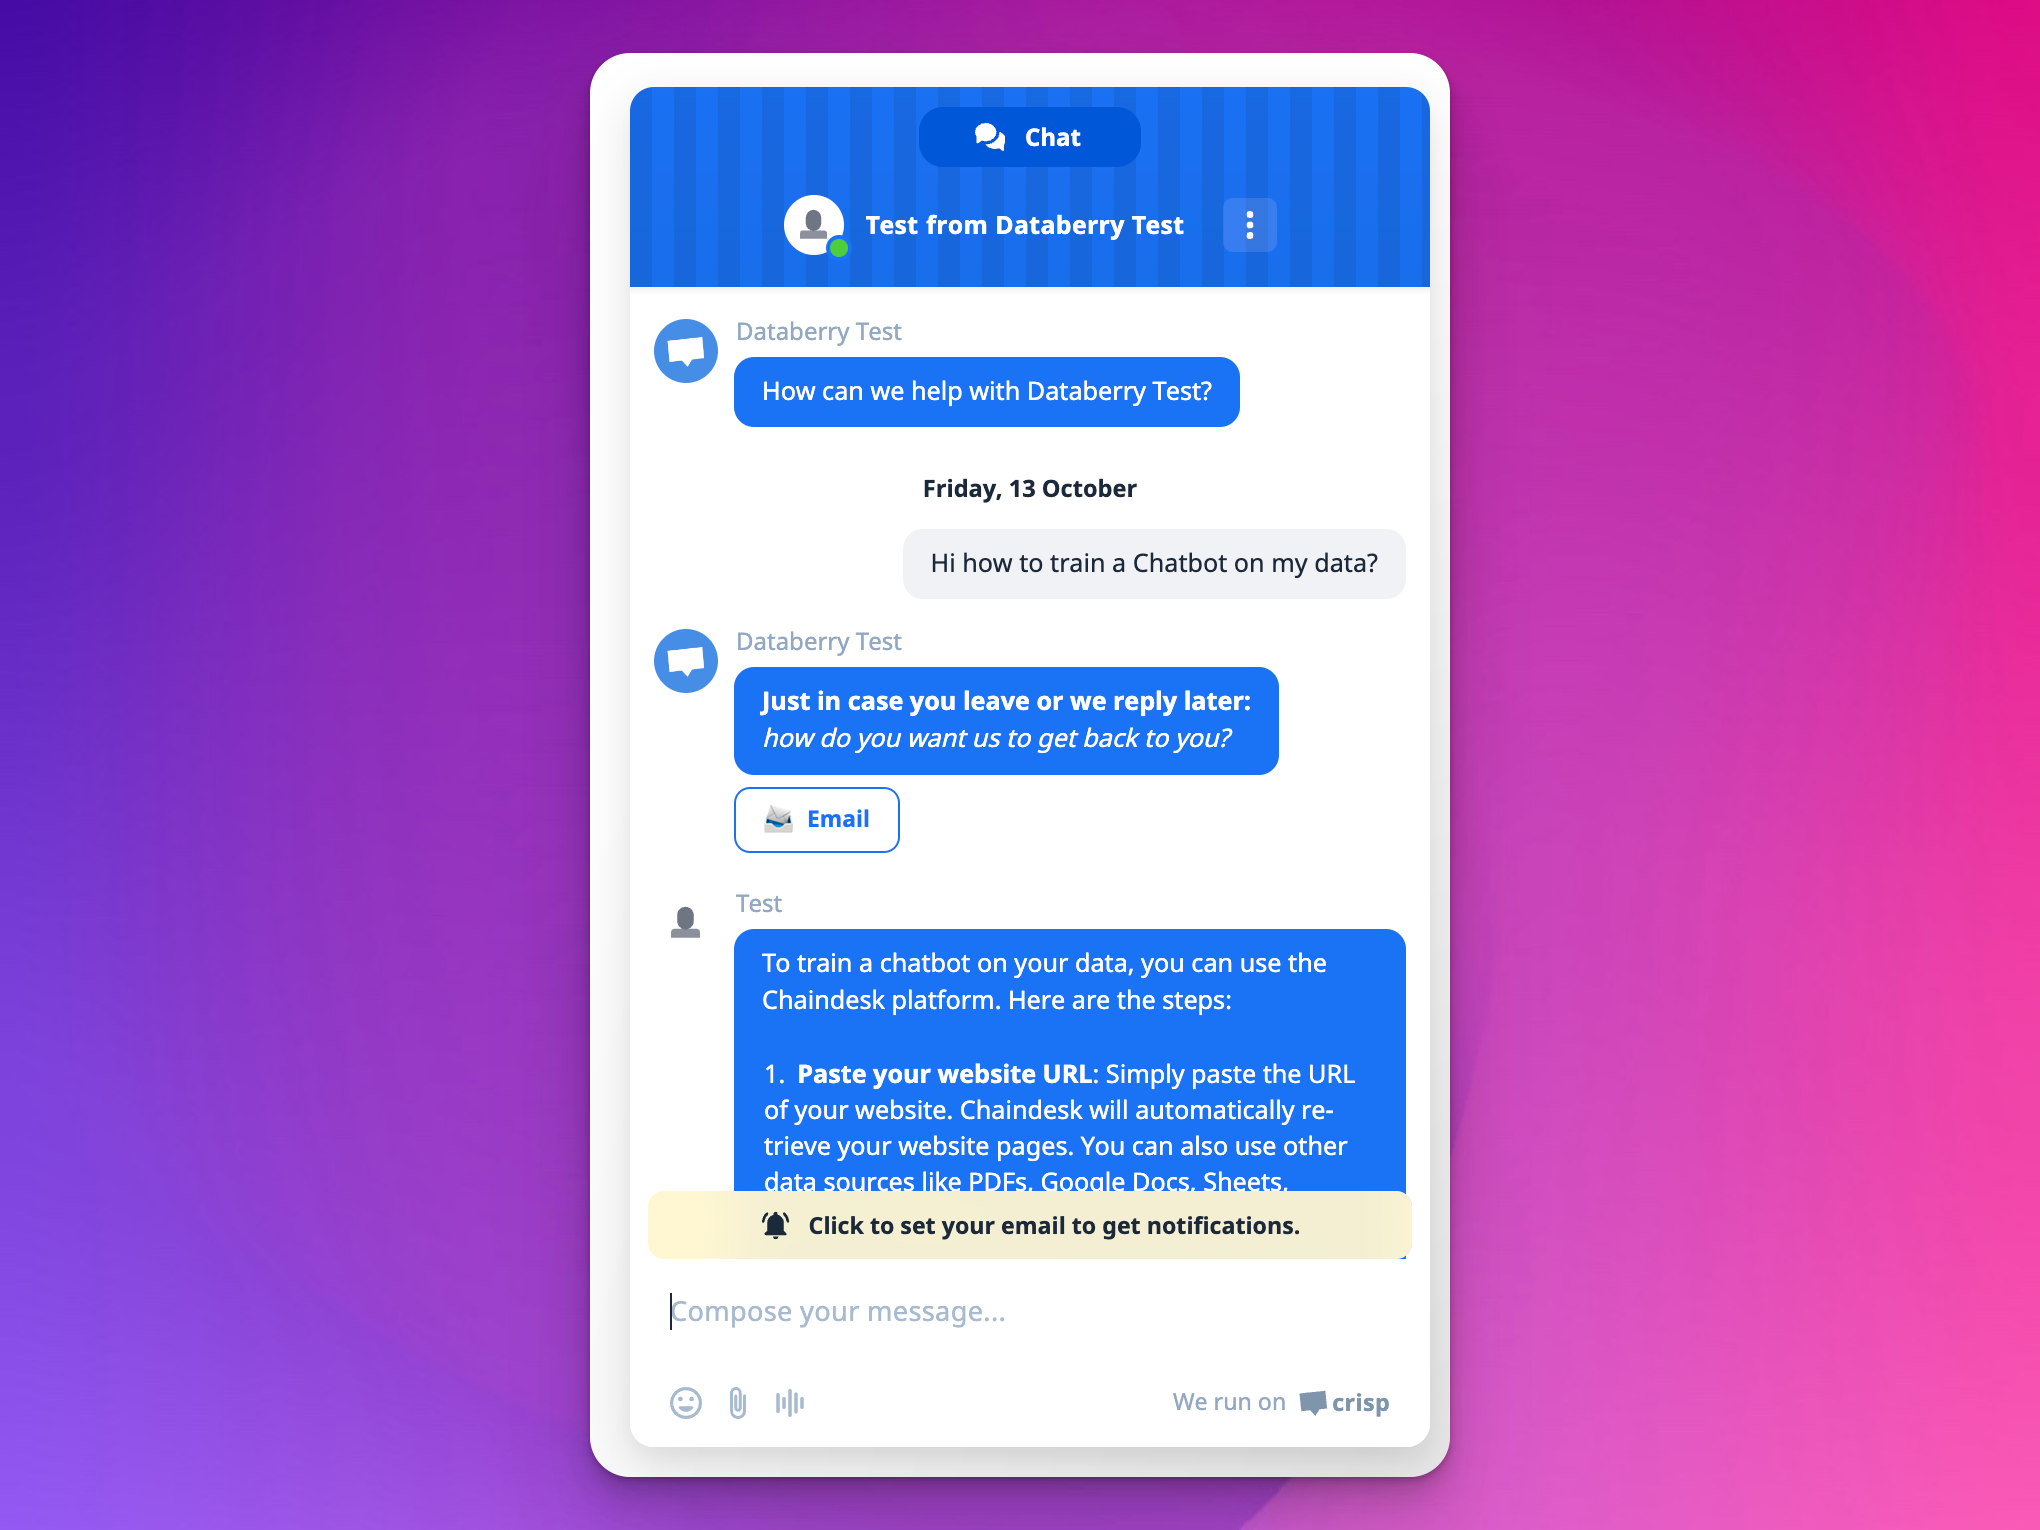 Chat
Test from Databerry Test
Databerry Test
How can we help with Databerry Test?
Friday, 13 October
Hi how to train a Chatbot on my data?
Databerry Test
Just in case you leave or we reply later:
how do you want us to get back to you?
Email
Test
To train a chatbot on your data, you can use the
Chaindesk platform. Here are the steps:
1. Paste your website URL: Simply paste the URL
of your website. Chaindesk will automatically re-
trieve your website pages. You can also use other
data sources like PDFs, Google Docs, Sheets,
Click to set your email to get notifications.
Compose your message...
We run on crisp